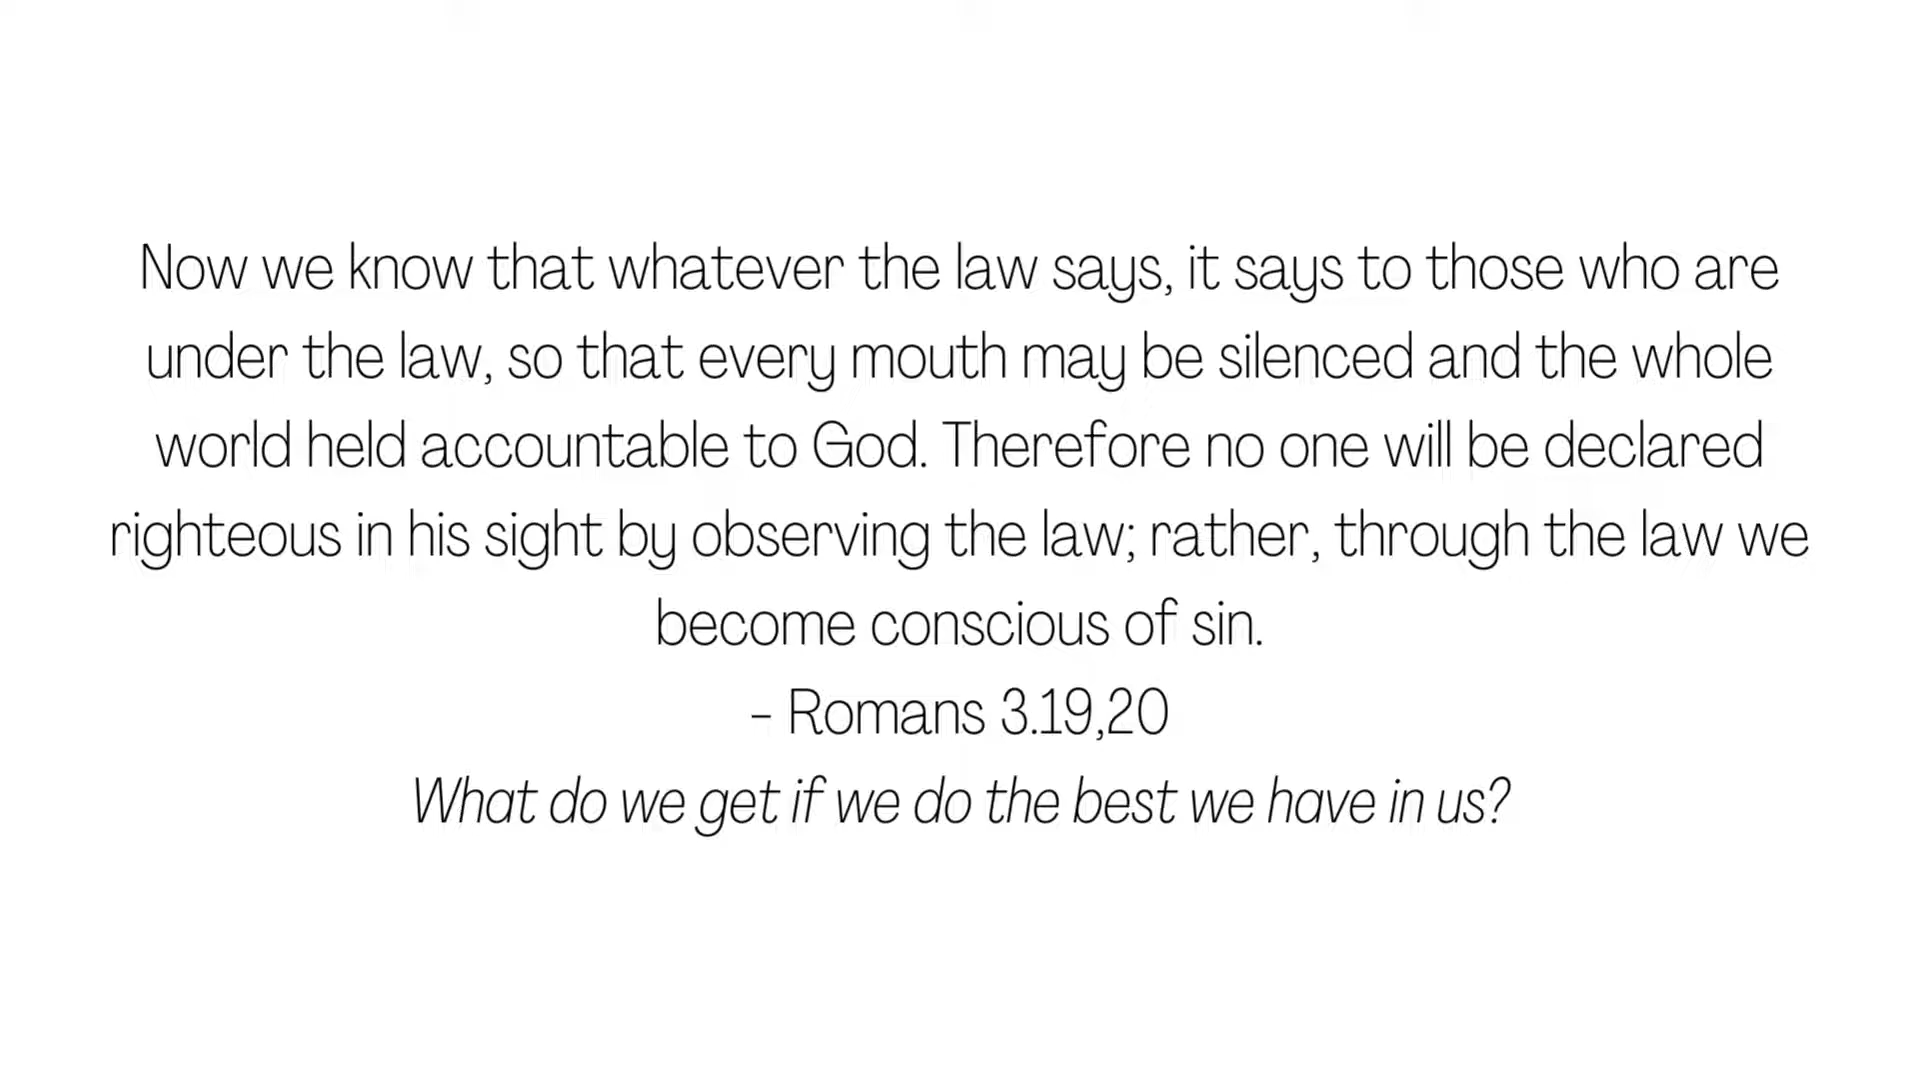 Now we know that whatever the law says, it says to those who are
under the law, so that every mouth may be silenced and the whole
world held accountable to God. Therefore no one will be declared
righteous in his sight by observing the law; rather, through the law we
become conscious of sin.
- Romans 3.19,20
What do we get if we do the best we have in us?